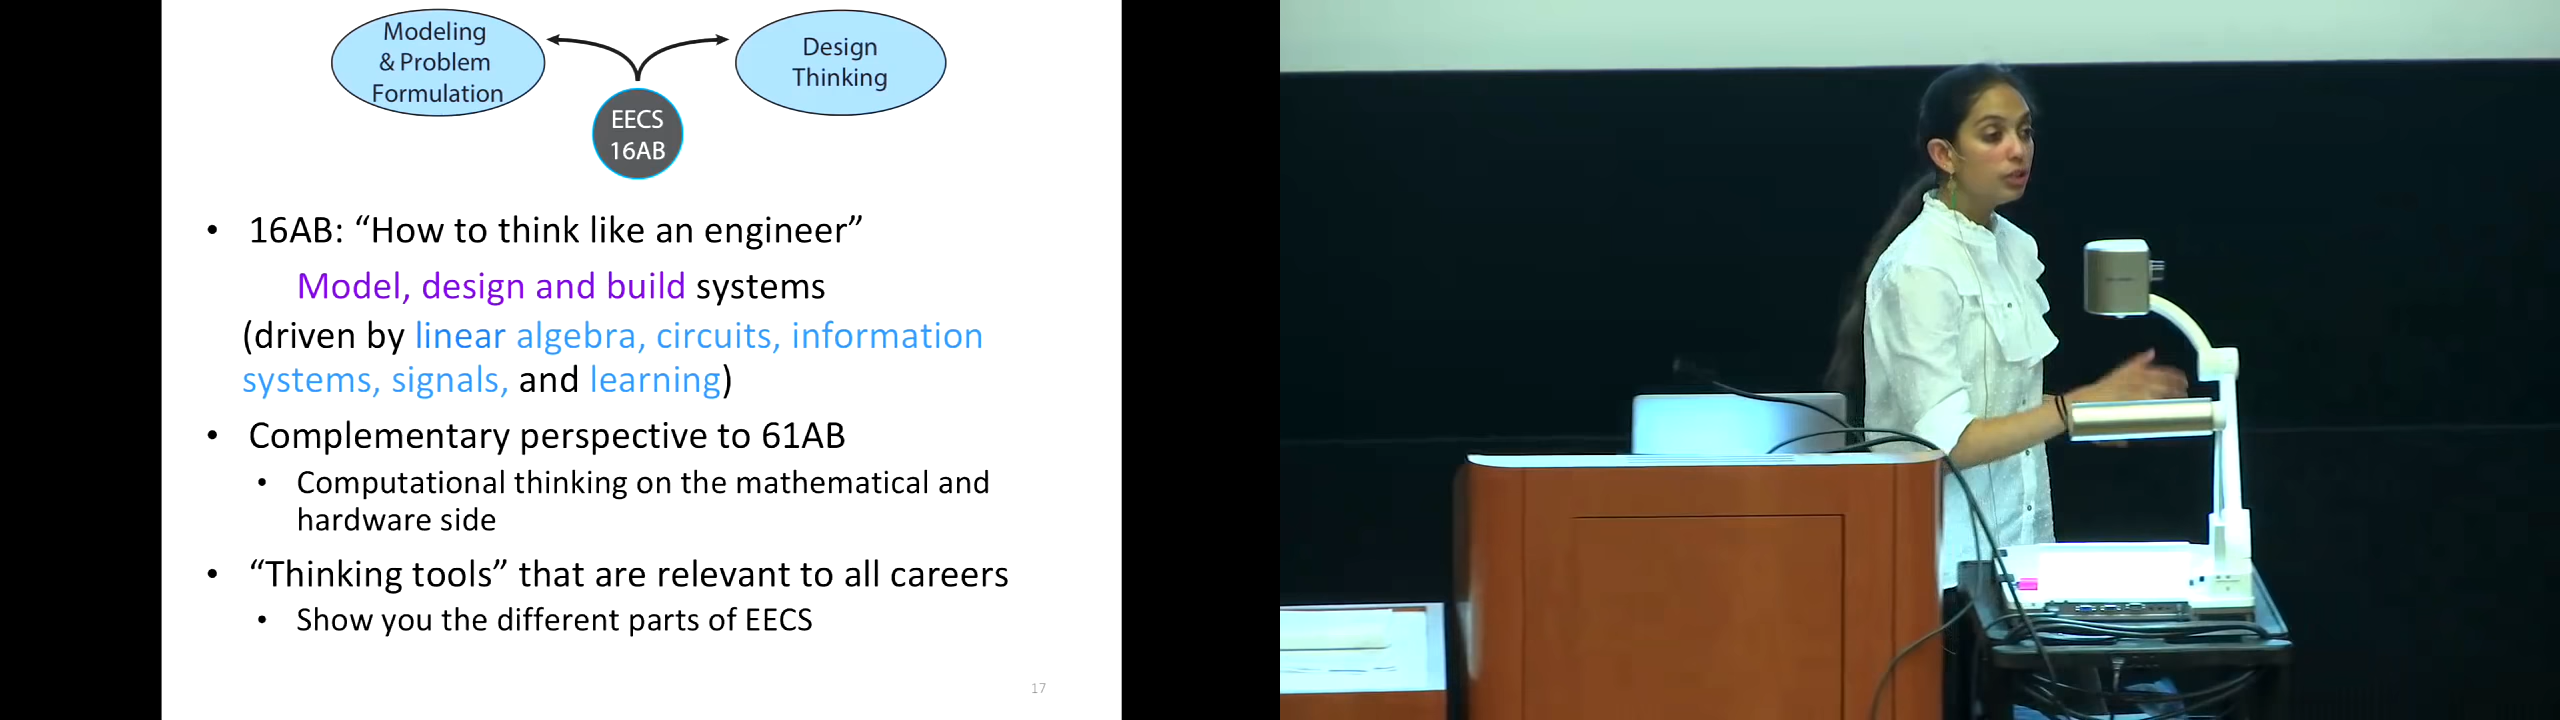 Modeling
& Problem
Formulation
Design
Thinking
EECS
16AB
• 16AB: “How to think like an engineer”
Model, design and build systems
(driven by linear algebra, circuits, information
systems, signals, and learning)
• Complementary perspective to 61AB
• Computational thinking on the mathematical and
hardware side
• “Thinking tools” that are relevant to all careers
• Show you the different parts of EECS
17